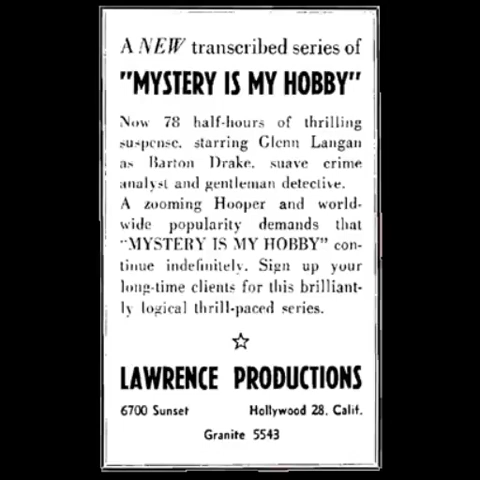 A NEW transcribed series of
"MYSTERY IS MY HOBBY"
Now 78 half-hours of thrilling
suspense, starring Glenn Langan
as Barton Drake, suave crime
analyst and gentleman detective.
A zooming Hooper and world-
wide popularity demands that
"MYSTERY IS MY HOBBY" con-
tinue indefinitely. Sign up your
long-time clients for this brilliant-
ly logical thrill-paced series.
LAWRENCE PRODUCTIONS
6700 Sunset Hollywood 28, Calif.
Granite 5543